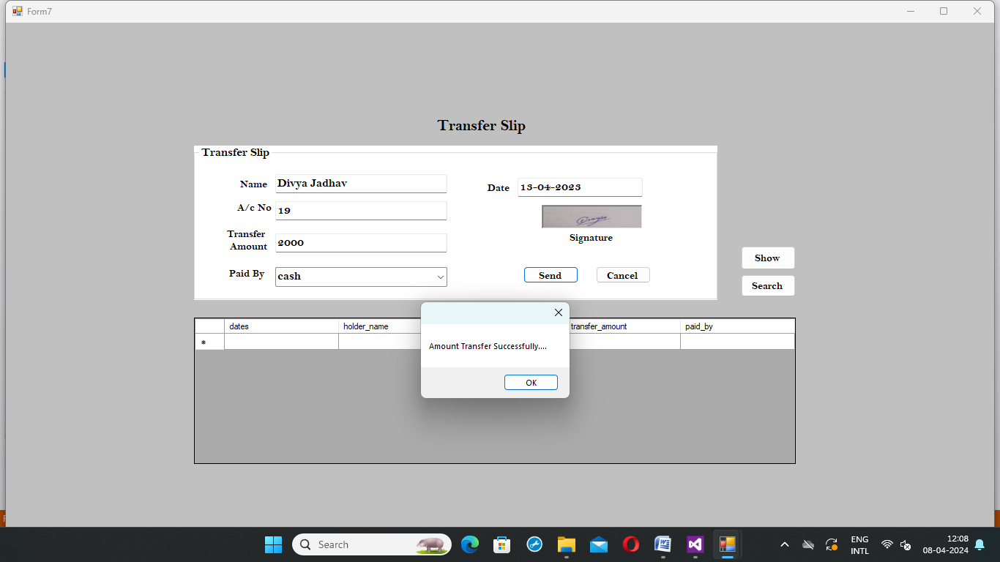 Form7
Transfer Slip
Transfer Slip
Name Divya Jadhav
Date 13-04-2023
A/c No 19
Signature
Transfer
Amount 2000
Paid By cash
Send Cancel
Show
Search
dates holder_name transfer_amount paid_by
Amount Transfer Successfully....
OK
Search
ENG
INTL
12:08
08-04-2024